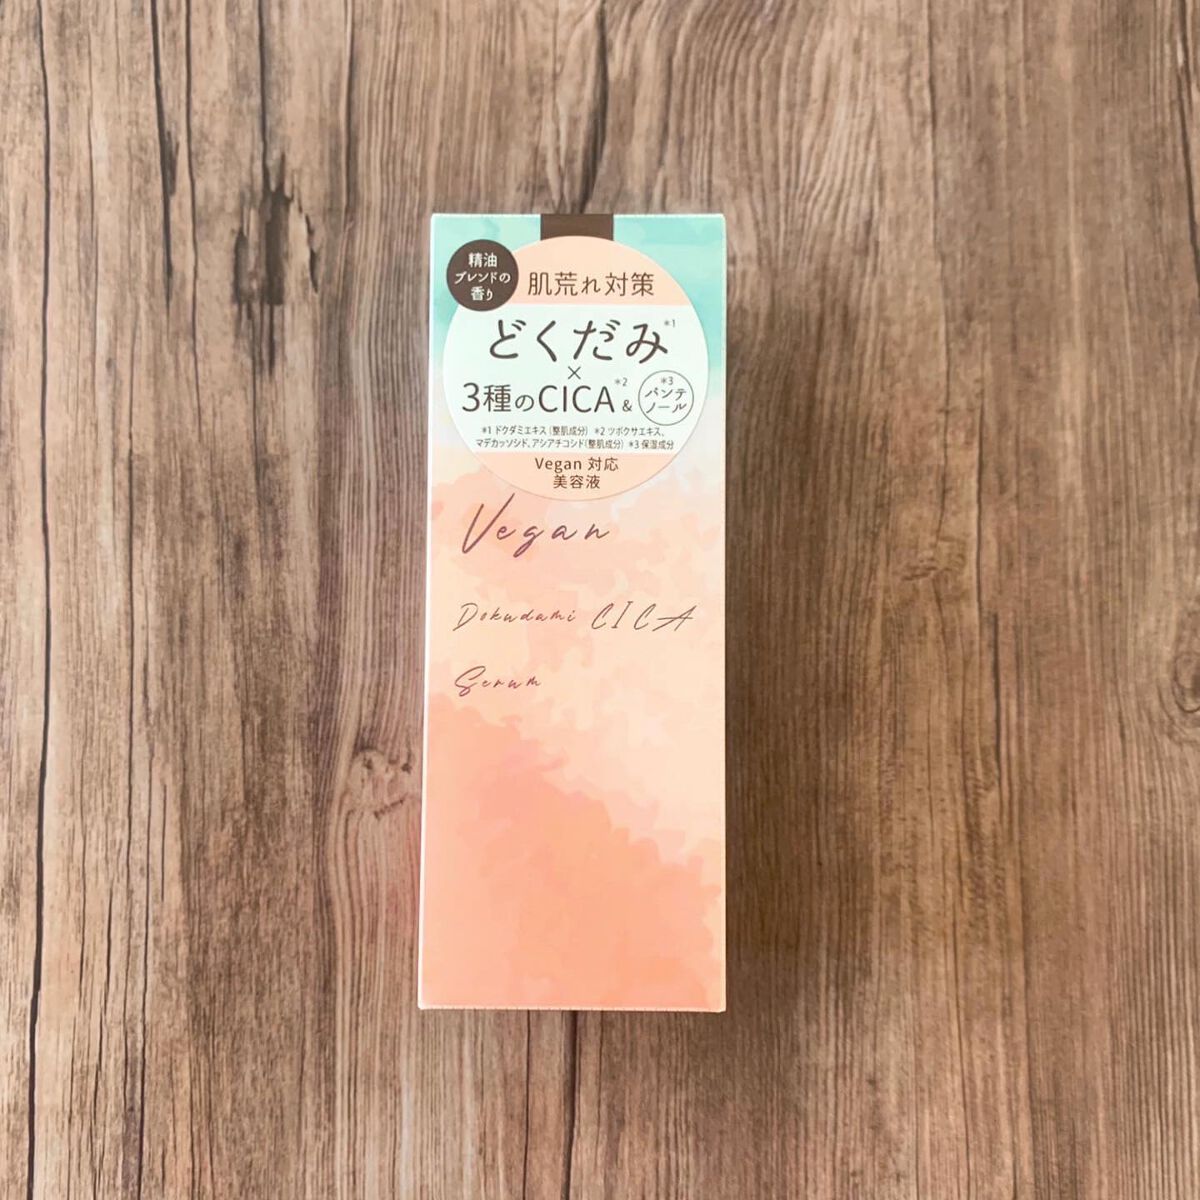 精油
ブレンドの
香り
肌荒れ対策
どくだみ*1
×
3種のCICA*2 & *3パンテ
ノール
*1 ドクダミエキス(整肌成分) *2 ツボクサエキス、
マデカッソシド、アシアチコシド(整肌成分) *3 保湿成分
Vegan 対応
美容液
Vegan
Dokudami CICA
Serum